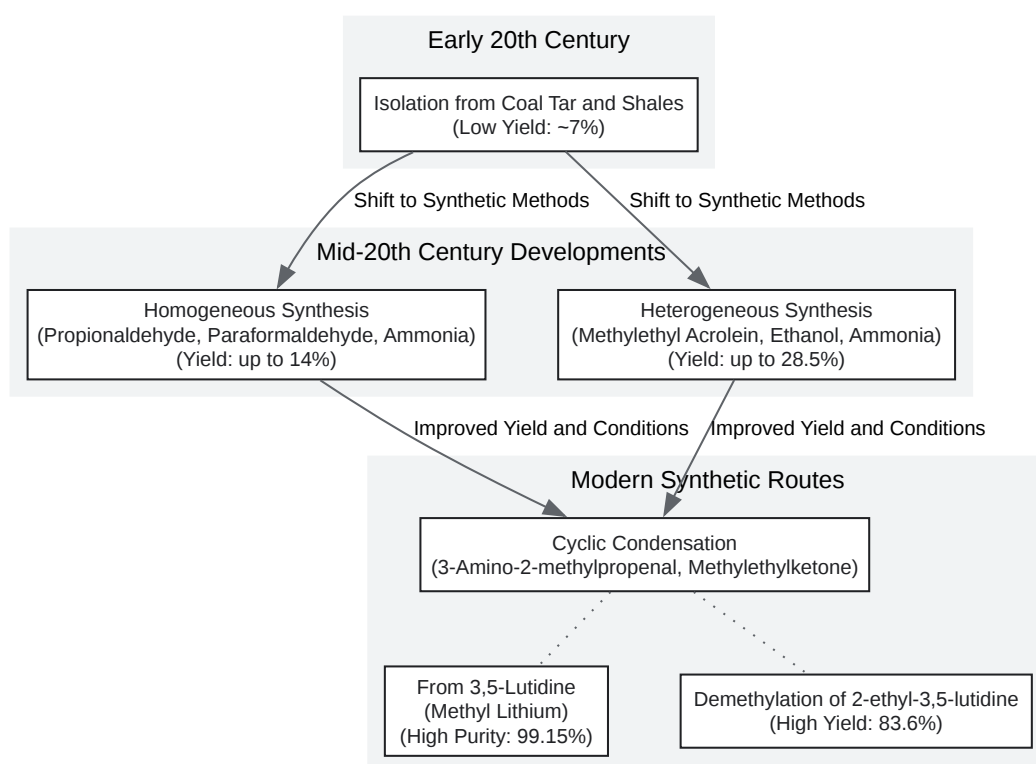 Early 20th Century
Isolation from Coal Tar and Shales
(Low Yield: ~7%)
Shift to Synthetic Methods
Shift to Synthetic Methods
Mid-20th Century Developments
Homogeneous Synthesis
(Propionaldehyde, Paraformaldehyde, Ammonia)
(Yield: up to 14%)
Heterogeneous Synthesis
(Methylethyl Acrolein, Ethanol, Ammonia)
(Yield: up to 28.5%)
Improved Yield and Conditions
Improved Yield and Conditions
Modern Synthetic Routes
Cyclic Condensation
(3-Amino-2-methylpropenal, Methylethylketone)
From 3,5-Lutidine
(Methyl Lithium)
(High Purity: 99.15%)
Demethylation of 2-ethyl-3,5-lutidine
(High Yield: 83.6%)